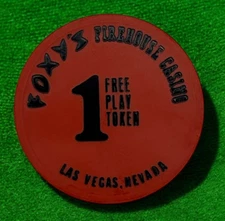 FOXY'S FIREHOUSE CASINO
1
FREE
PLAY
TOKEN
LAS VEGAS, NEVADA